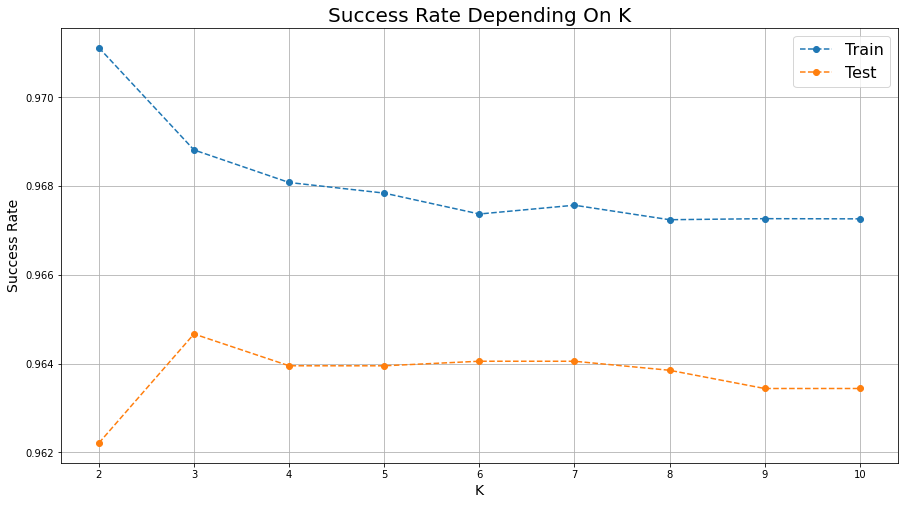 Success Rate Depending On K
Train
Test
0.970
0.968
0.966
0.964
0.962
Success Rate
2 3 4 5 6 7 8 9 10
K